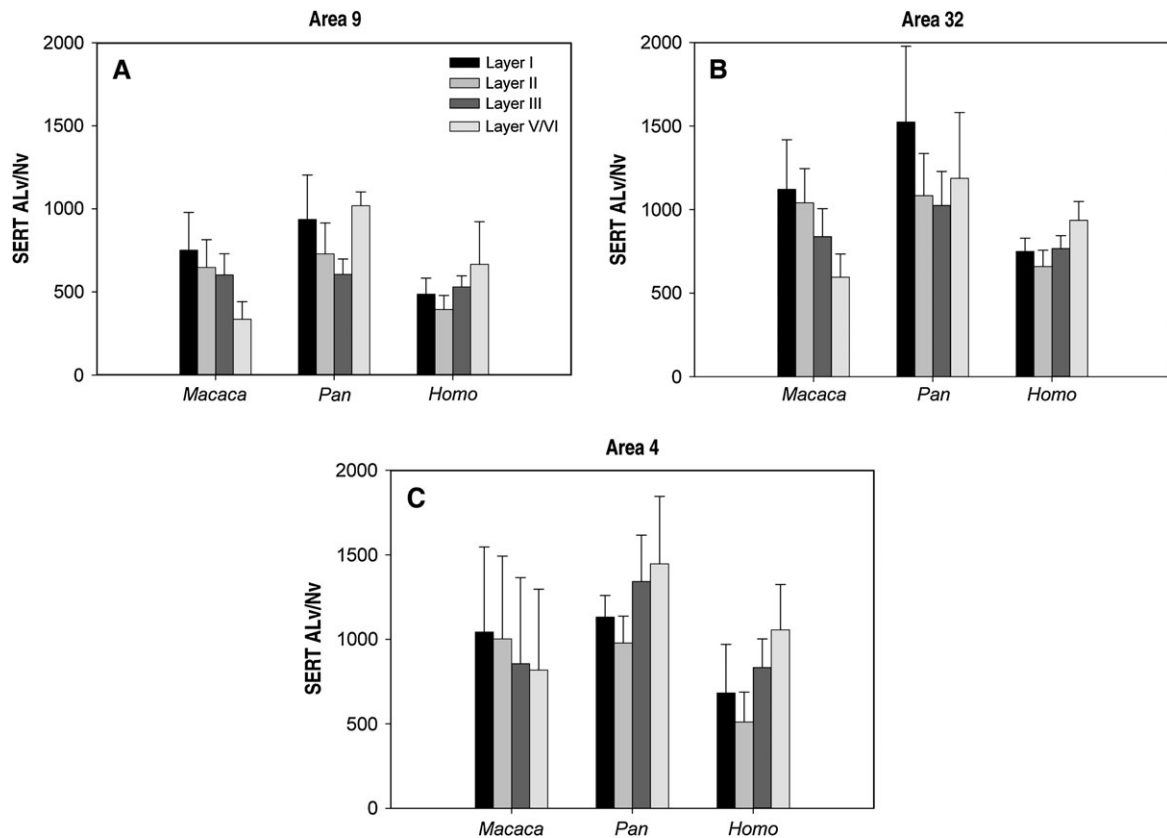 Area 9
2000
1500
1000
500
0
SERT ALv/Nv
A
Layer I
Layer II
Layer III
Layer V/VI
Macaca Pan Homo
Area 32
2000
1500
1000
500
0
SERT ALv/Nv
B
Macaca Pan Homo
Area 4
2000
1500
1000
500
0
SERT ALv/Nv
C
Macaca Pan Homo